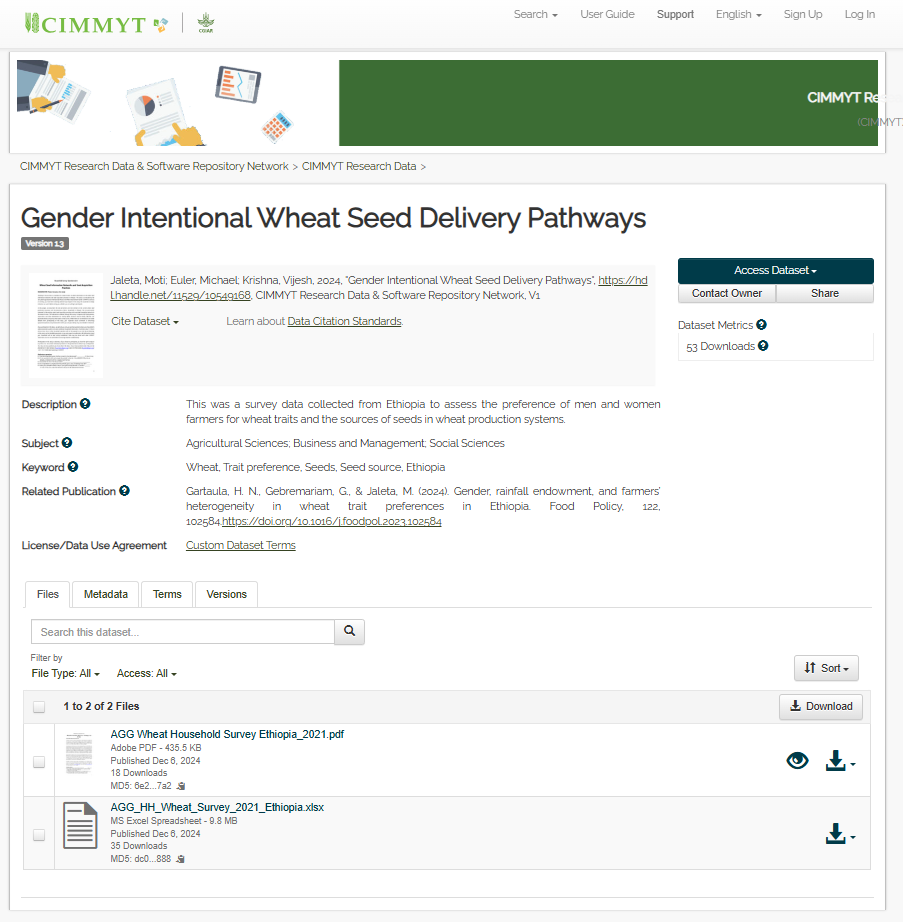 CIMMYT
CGIAR
Search
User Guide
Support
English
Sign Up
Log In
CIMMYT Re
(CIMMYT
CIMMYT Research Data & Software Repository Network > CIMMYT Research Data >
Gender Intentional Wheat Seed Delivery Pathways
Version 1.3
Jaleta, Moti; Euler, Michael; Krishna, Vijesh, 2024, "Gender Intentional Wheat Seed Delivery Pathways", https://hd
l.handle.net/11529/10549168, CIMMYT Research Data & Software Repository Network, V1
Cite Dataset
Learn about Data Citation Standards.
Access Dataset
Contact Owner
Share
Dataset Metrics
53 Downloads
Description
This was a survey data collected from Ethiopia to assess the preference of men and women
farmers for wheat traits and the sources of seeds in wheat production systems.
Subject
Agricultural Sciences; Business and Management; Social Sciences
Keyword
Wheat, Trait preference, Seeds, Seed source, Ethiopia
Related Publication
Gartaula, H. N., Gebremariam, G., & Jaleta, M. (2024). Gender, rainfall endowment, and farmers'
heterogeneity in wheat trait preferences in Ethiopia. Food Policy, 122,
102584.https://doi.org/10.1016/j.foodpol.2023.102584
License/Data Use Agreement
Custom Dataset Terms
Files
Metadata
Terms
Versions
Search this dataset...
Filter by
File Type: All
Access: All
Sort
1 to 2 of 2 Files
Download
AGG Wheat Household Survey Ethiopia_2021.pdf
Adobe PDF - 435.5 KB
Published Dec 6, 2024
18 Downloads
MD5: 6e2...7a2
AGG_HH_Wheat_Survey_2021_Ethiopia.xlsx
MS Excel Spreadsheet - 9.8 MB
Published Dec 6, 2024
35 Downloads
MD5: dc0...888